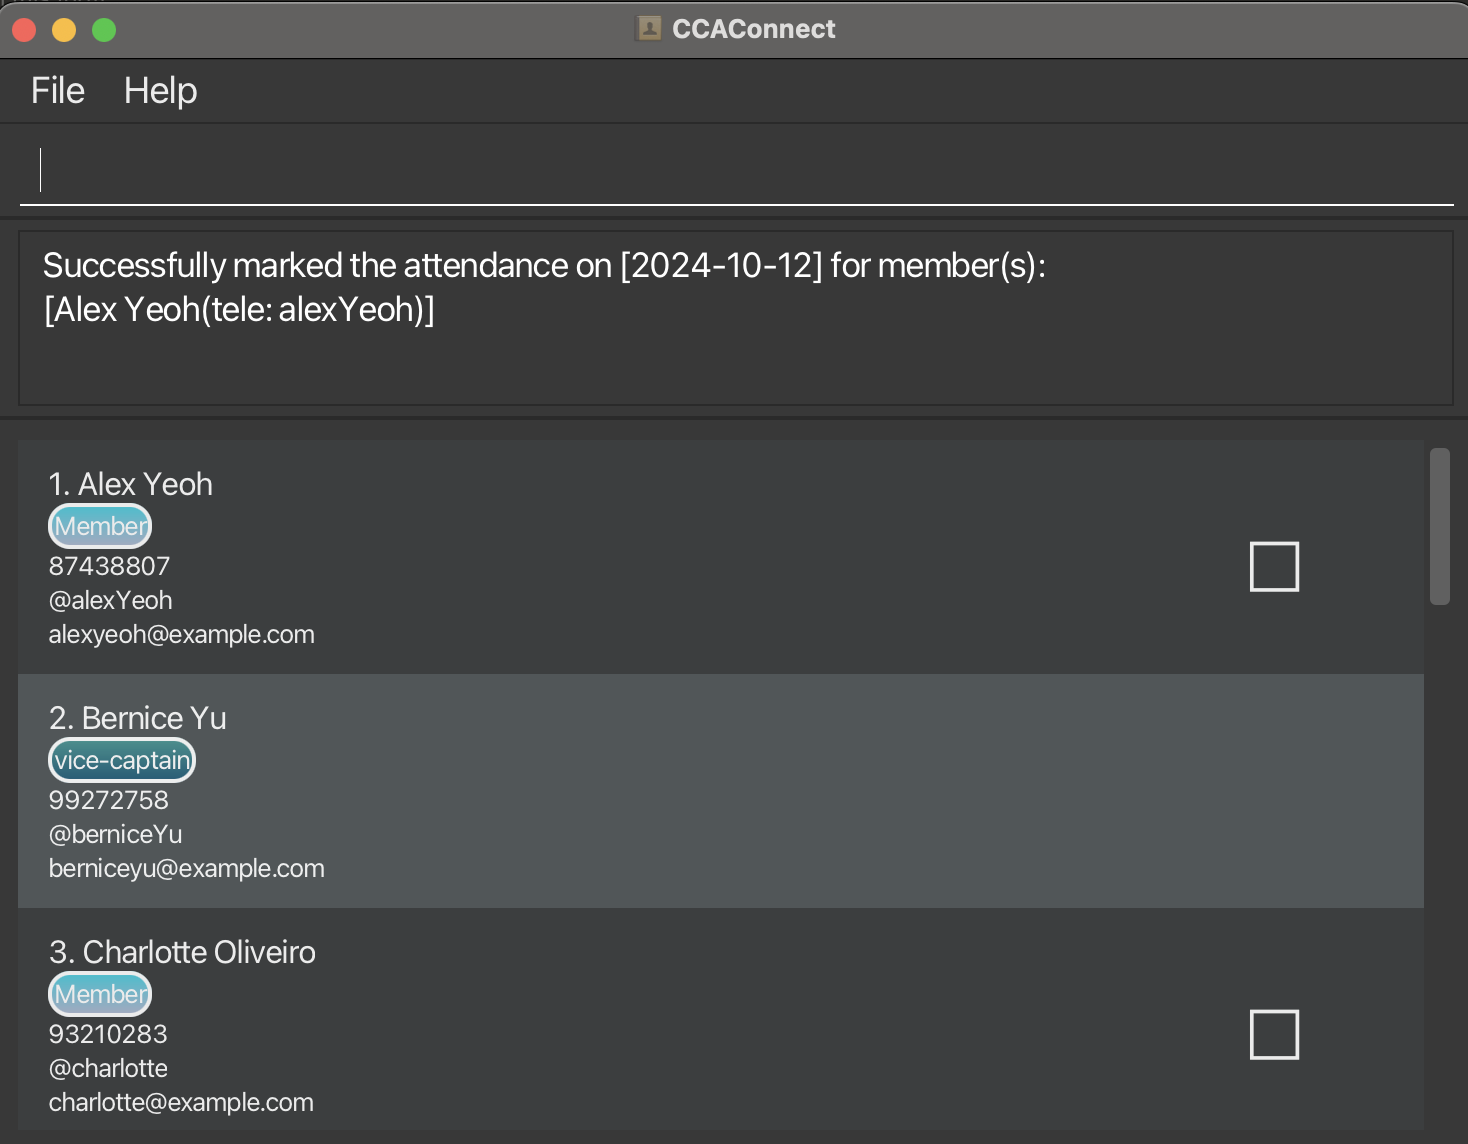 CCAConnect
File Help
Successfully marked the attendance on [2024-10-12] for member(s):
[Alex Yeoh(tele: alexYeoh)]
1. Alex Yeoh
Member
87438807
@alexYeoh
alexyeoh@example.com
2. Bernice Yu
vice-captain
99272758
@berniceYu
berniceyu@example.com
3. Charlotte Oliveiro
Member
93210283
@charlotte
charlotte@example.com